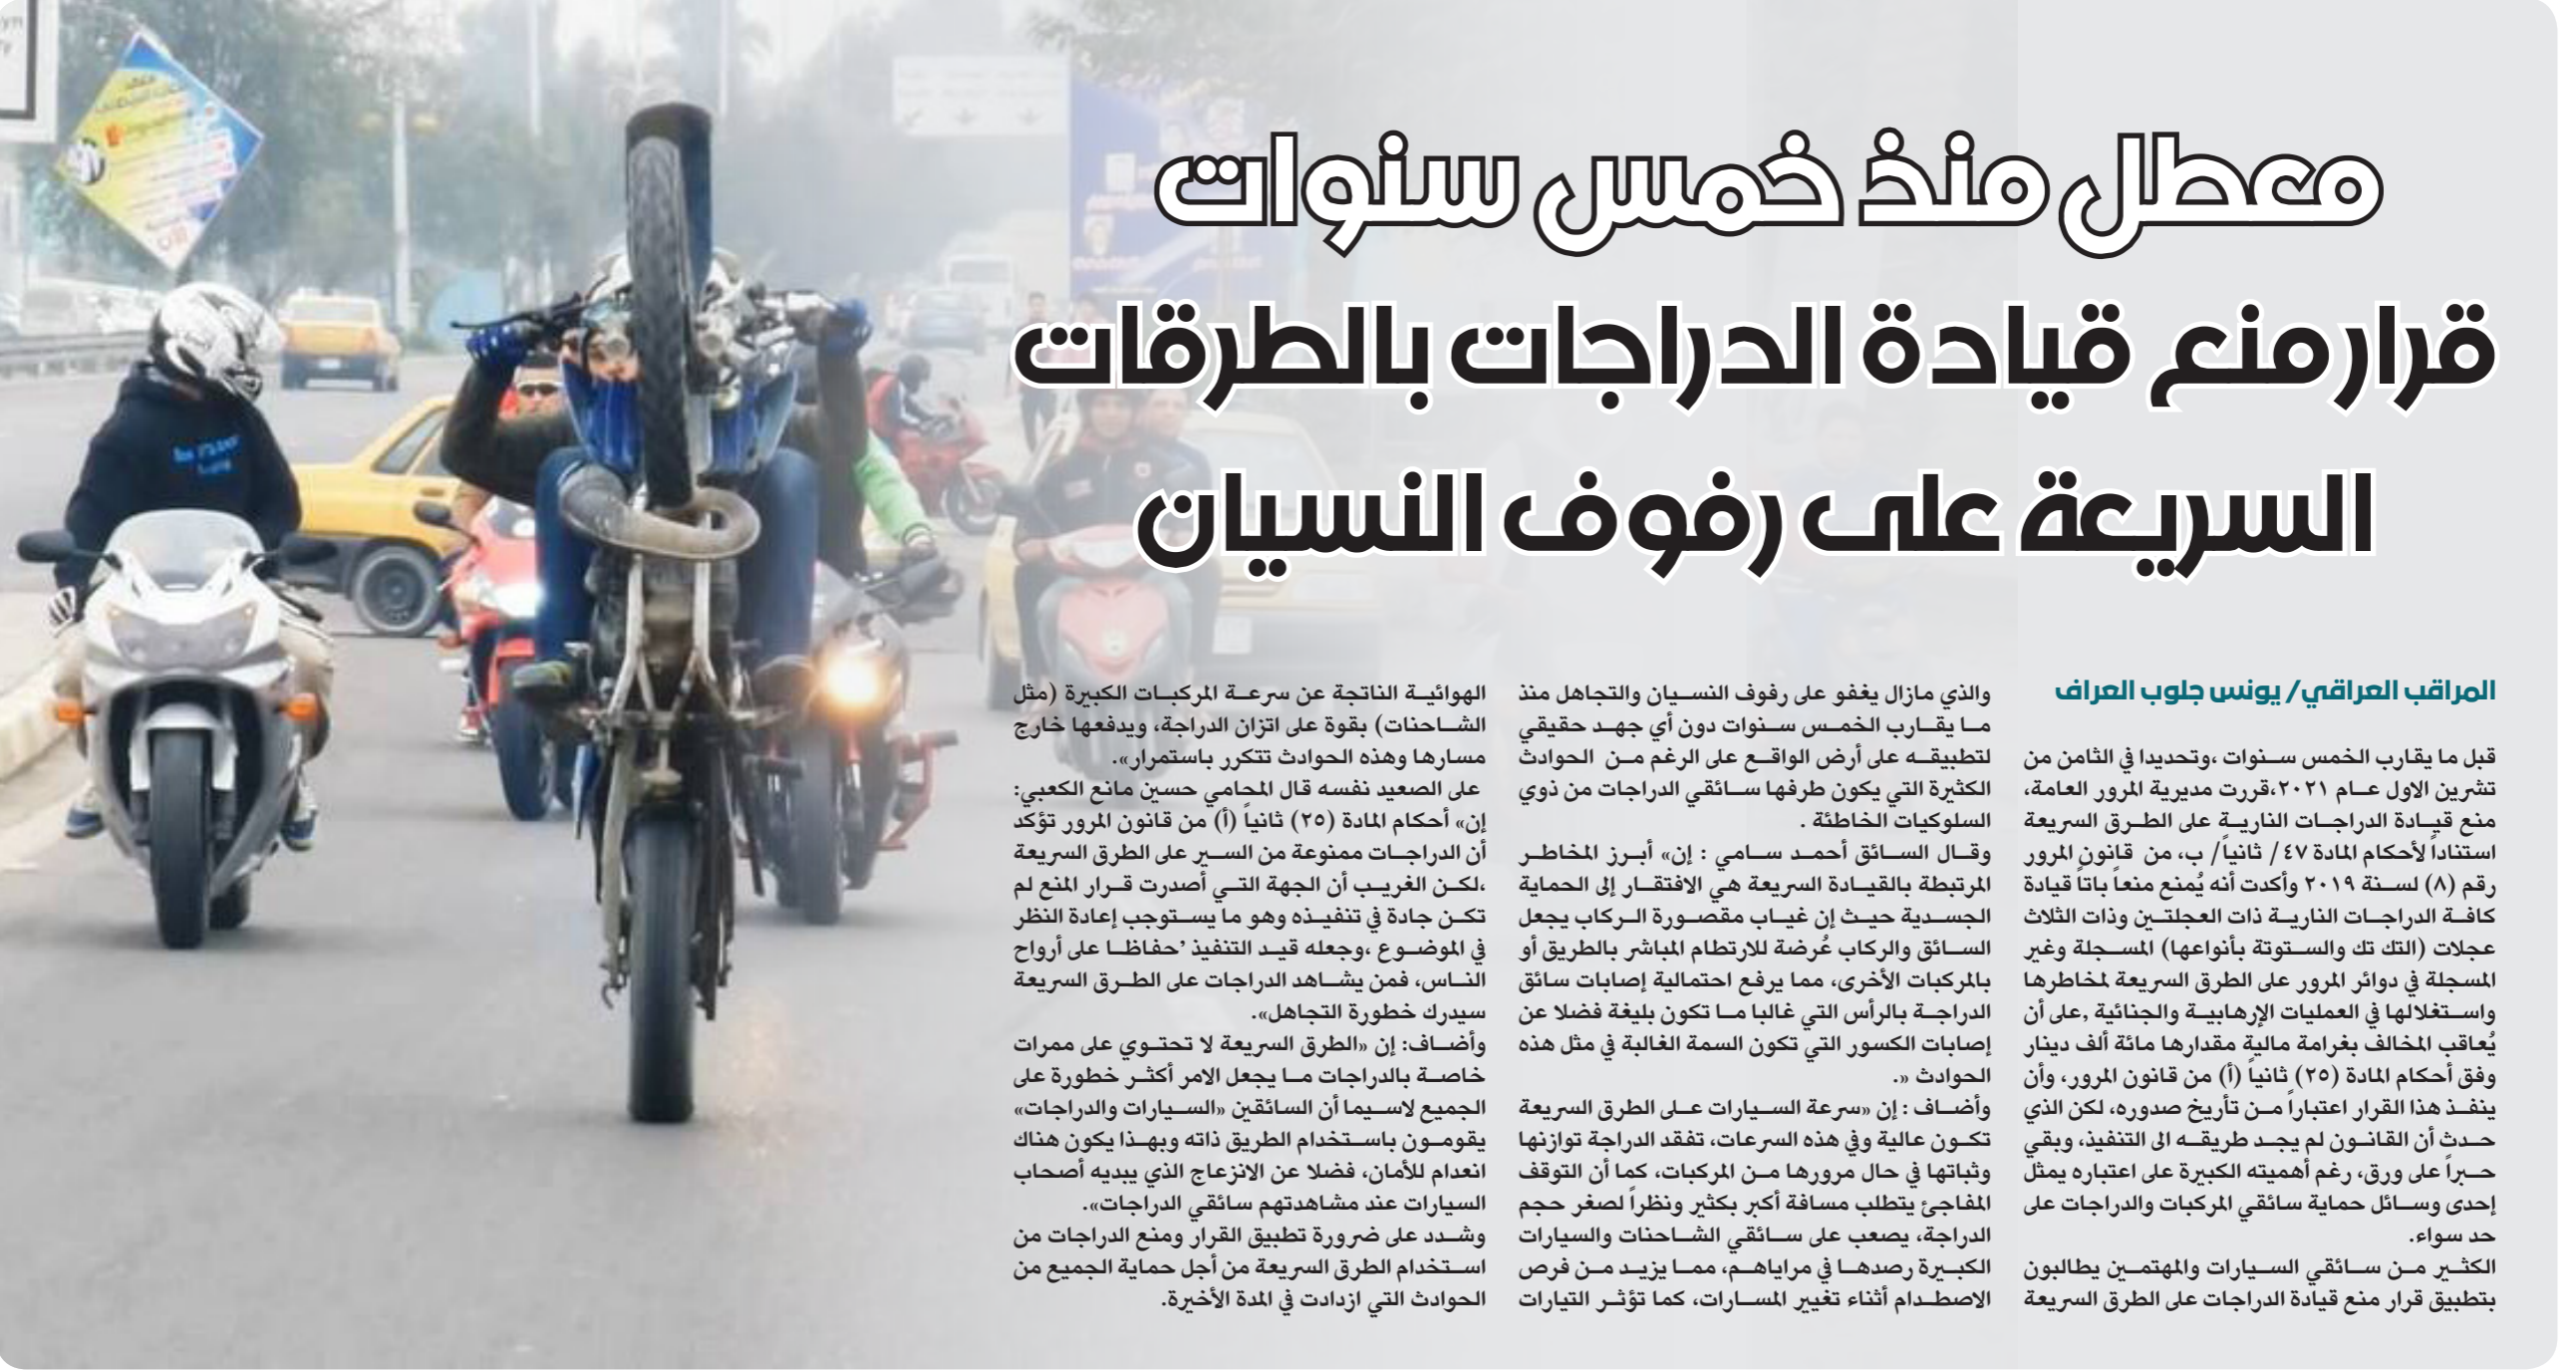 معطل منذ خمس سنوات
قرار منع قيادة الدراجات بالطرقات
السريعة على رفوف النسيان
المراقب العراقي/ يونس جلوب العراف
قبل ما يقارب الخمس سنوات ،وتحديدا في الثامن من
تشرين الاول عام ٢٠٢١،قررت مديرية المرور العامة،
منع قيادة الدراجات النارية على الطرق السريعة
استناداً لأحكام المادة ٤٧/ ثانياً/ ب، من قانون المرور
رقم (٨) لسنة ٢٠١٩ وأكدت أنه يُمنع منعاً باتاً قيادة
كافة الدراجات النارية ذات العجلتين وذات الثلاث
عجلات (التك تك والستوتة بأنواعها) المسجلة وغير
المسجلة في دوائر المرور على الطرق السريعة لمخاطرها
واستغلالها في العمليات الإرهابية والجنائية ,على أن
يُعاقب المخالف بغرامة مالية مقدارها مائة ألف دينار
وفق أحكام المادة (٢٥) ثانياً (أ) من قانون المرور، وأن
ينفذ هذا القرار اعتباراً من تأريخ صدوره، لكن الذي
حدث أن القانون لم يجد طريقه الى التنفيذ، وبقي
حبراً على ورق، رغم أهميته الكبيرة على اعتباره يمثل
إحدى وسائل حماية سائقي المركبات والدراجات على
حد سواء.
الكثير من سائقي السيارات والمهتمين يطالبون
بتطبيق قرار منع قيادة الدراجات على الطرق السريعة
والذي مازال يغفو على رفوف النسيان والتجاهل منذ
ما يقارب الخمس سنوات دون أي جهد حقيقي
لتطبيقه على أرض الواقع على الرغم من الحوادث
الكثيرة التي يكون طرفها سائقي الدراجات من ذوي
السلوكيات الخاطئة .
وقال السائق أحمد سامي : إن» أبرز المخاطر
المرتبطة بالقيادة السريعة هي الافتقار إلى الحماية
الجسدية حيث إن غياب مقصورة الركاب يجعل
السائق والركاب عُرضة للارتطام المباشر بالطريق أو
بالمركبات الأخرى، مما يرفع احتمالية إصابات سائق
الدراجة بالرأس التي غالبا ما تكون بليغة فضلا عن
إصابات الكسور التي تكون السمة الغالبة في مثل هذه
الحوادث «.
وأضاف : إن «سرعة السيارات على الطرق السريعة
تكون عالية وفي هذه السرعات، تفقد الدراجة توازنها
وثباتها في حال مرورها من المركبات، كما أن التوقف
المفاجئ يتطلب مسافة أكبر بكثير ونظراً لصغر حجم
الدراجة، يصعب على سائقي الشاحنات والسيارات
الكبيرة رصدها في مراياهم، مما يزيد من فرص
الاصطدام أثناء تغيير المسارات، كما تؤثر التيارات
الهوائية الناتجة عن سرعة المركبات الكبيرة (مثل
الشاحنات) بقوة على اتزان الدراجة، ويدفعها خارج
مسارها وهذه الحوادث تتكرر باستمرار».
على الصعيد نفسه قال المحامي حسين مانع الكعبي:
إن» أحكام المادة (٢٥) ثانياً (أ) من قانون المرور تؤكد
أن الدراجات ممنوعة من السير على الطرق السريعة
،لكن الغريب أن الجهة التي أصدرت قرار المنع لم
تكن جادة في تنفيذه وهو ما يستوجب إعادة النظر
في الموضوع ،وجعله قيد التنفيذ ’حفاظا على أرواح
الناس، فمن يشاهد الدراجات على الطرق السريعة
سيدرك خطورة التجاهل».
وأضاف: إن «الطرق السريعة لا تحتوي على ممرات
خاصة بالدراجات ما يجعل الامر أكثر خطورة على
الجميع لاسيما أن السائقين «السيارات والدراجات»
يقومون باستخدام الطريق ذاته وبهذا يكون هناك
انعدام للأمان، فضلا عن الانزعاج الذي يبديه أصحاب
السيارات عند مشاهدتهم سائقي الدراجات».
وشدد على ضرورة تطبيق القرار ومنع الدراجات من
استخدام الطرق السريعة من أجل حماية الجميع من
الحوادث التي ازدادت في المدة الأخيرة.